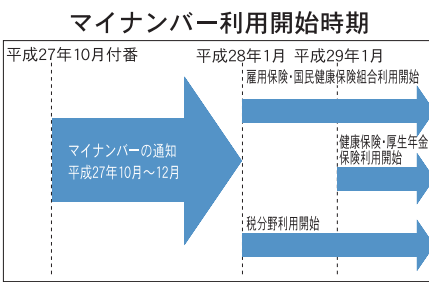 マイナンバー利用開始時期
平成27年10月付番
平成28年1月
平成29年1月
雇用保険・国民健康保険組合利用開始
マイナンバーの通知
平成27年10月～12月
健康保険・厚生年金
保険利用開始
税分野利用開始